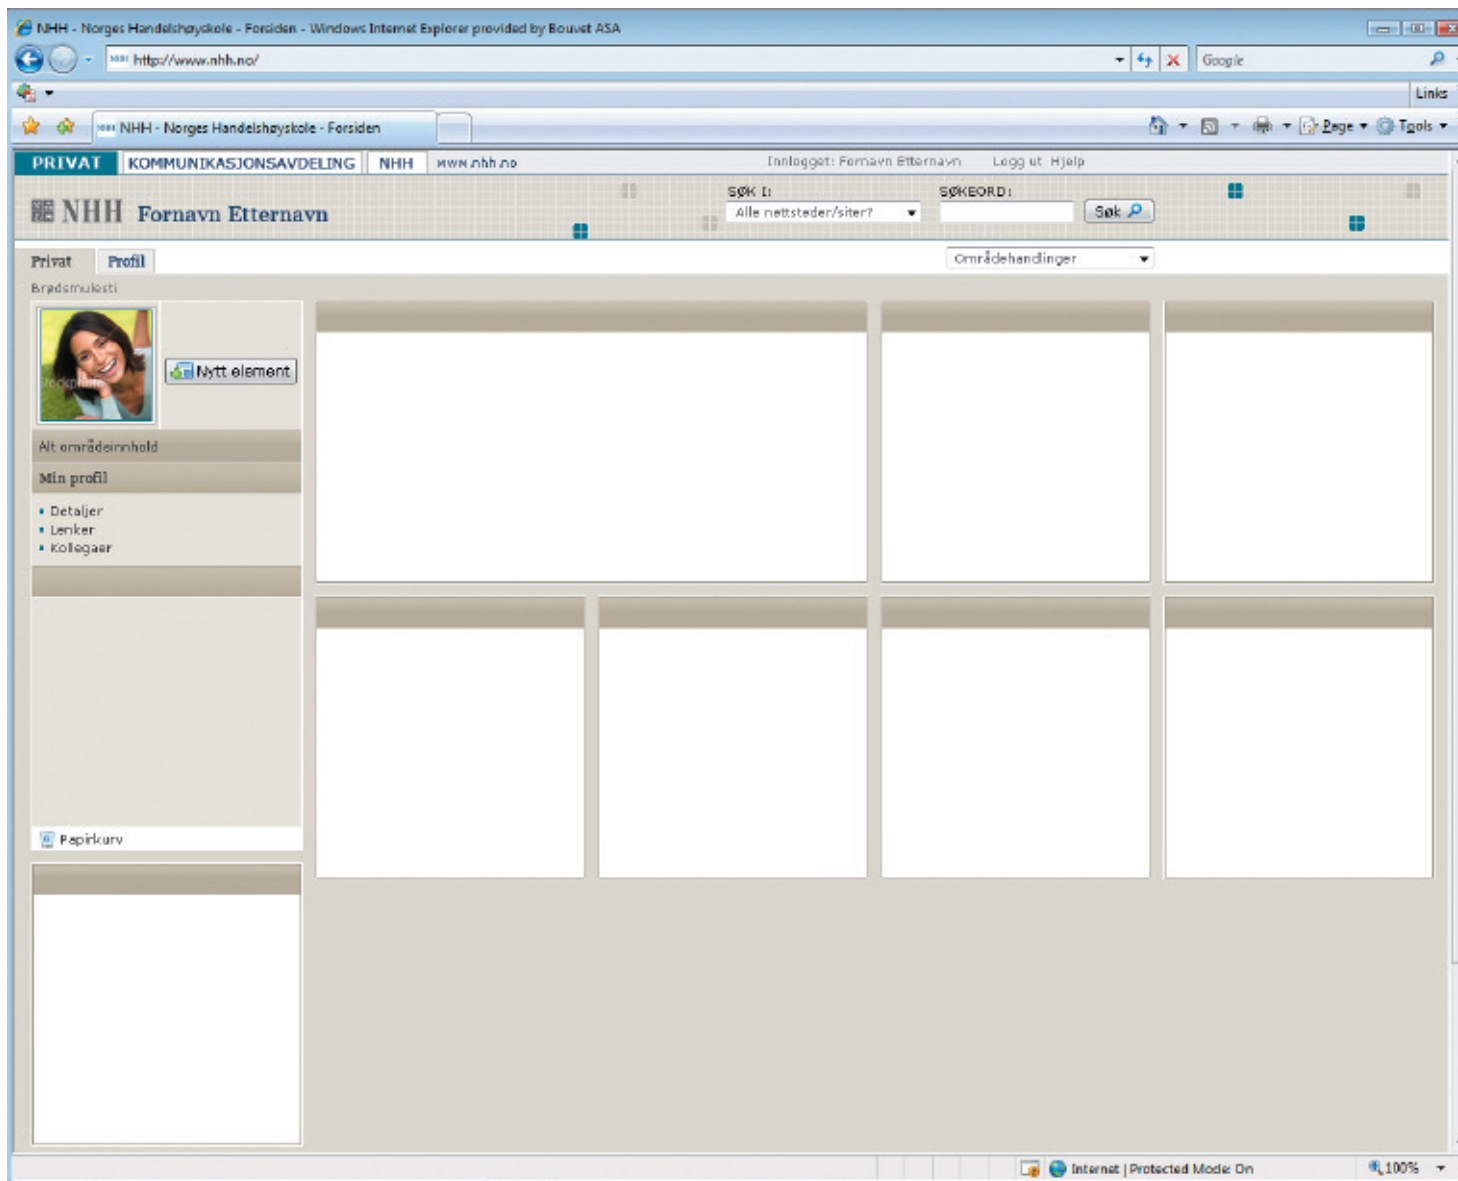 NHH - Norges Handelshøyskole - Forsiden - Windows Internet Explorer provided by Bouvet ASA
http://www.nhh.no/
Google
Links
NHH - Norges Handelshøyskole - Forsiden
Page
Tools
PRIVAT KOMMUNIKASJONSAVDELING NHH www.nhh.no Innlogget: Fornavn Etternavn Logg ut Hjelp
SØK I: SØKEORD:
NHH Fornavn Etternavn Alle nettsteder/siter? Søk
Privat Profil Områdehandlinger
Brødsmulesti
Nytt element
Alt områdeinnhold
Min profil
Detaljer
Lenker
Kollegaer
Papirkurv
Internet | Protected Mode: On 100%